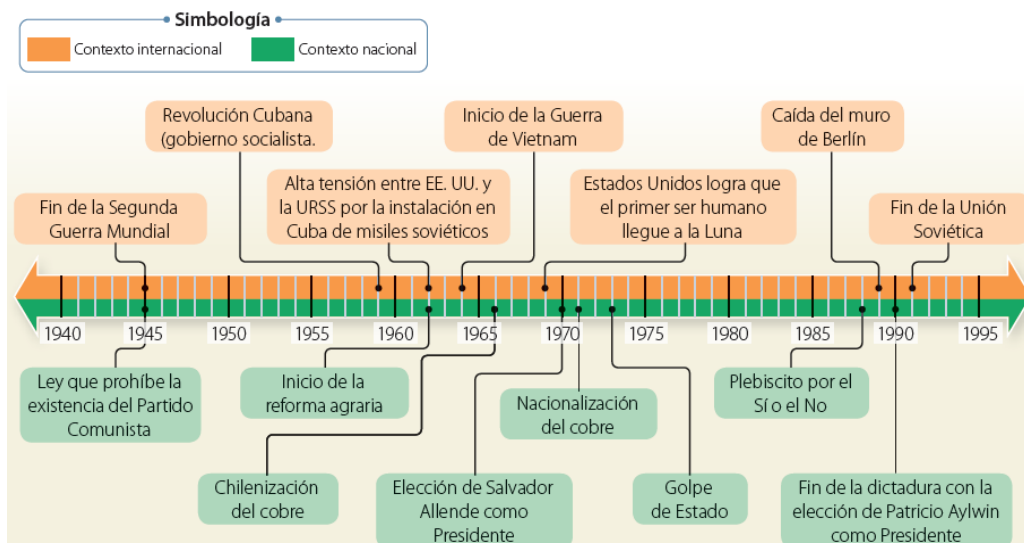 Simbología
Contexto internacional
Contexto nacional
Revolución Cubana
(gobierno socialista.
Inicio de la Guerra
de Vietnam
Caída del muro
de Berlín
Fin de la Segunda
Guerra Mundial
Alta tensión entre EE. UU. y
la URSS por la instalación en
Cuba de misiles soviéticos
Estados Unidos logra que
el primer ser humano
llegue a la Luna
Fin de la Unión
Soviética
1940 1945 1950 1955 1960 1965 1970 1975 1980 1985 1990 1995
Ley que prohíbe la
existencia del Partido
Comunista
Inicio de la
reforma agraria
Nacionalización
del cobre
Plebiscito por el
Sí o el No
Chilenización
del cobre
Elección de Salvador
Allende como
Presidente
Golpe
de Estado
Fin de la dictadura con la
elección de Patricio Aylwin
como Presidente